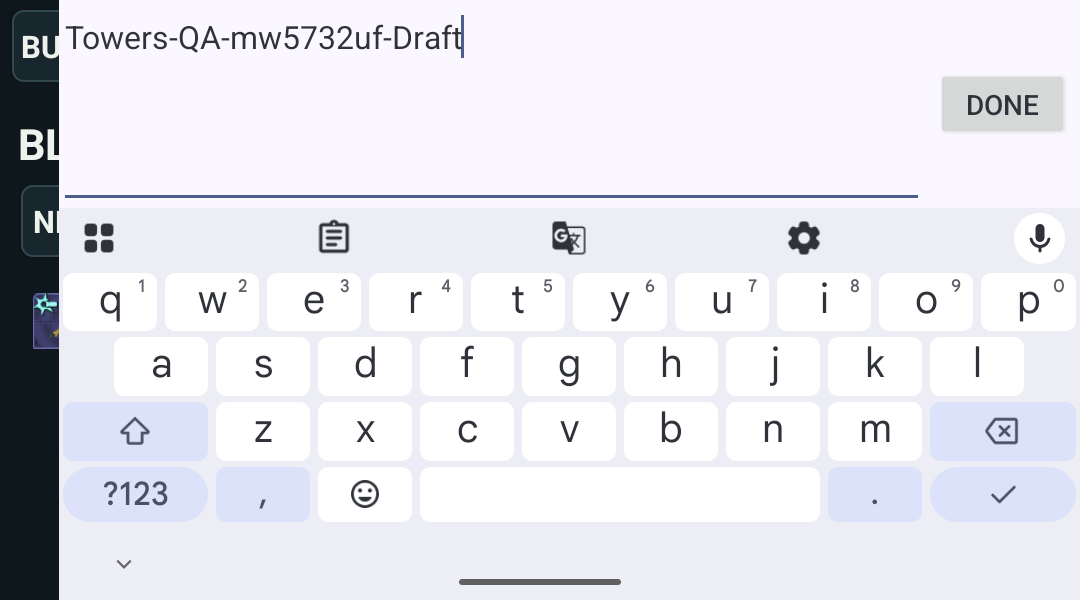 BU
Towers-QA-mw5732uf-Draft
DONE
BL
q 1 w 2 e 3 r 4 t 5 y 6 u 7 i 8 o 9 p 0
a s d f g h j k l
z x c v b n m
?123 , .